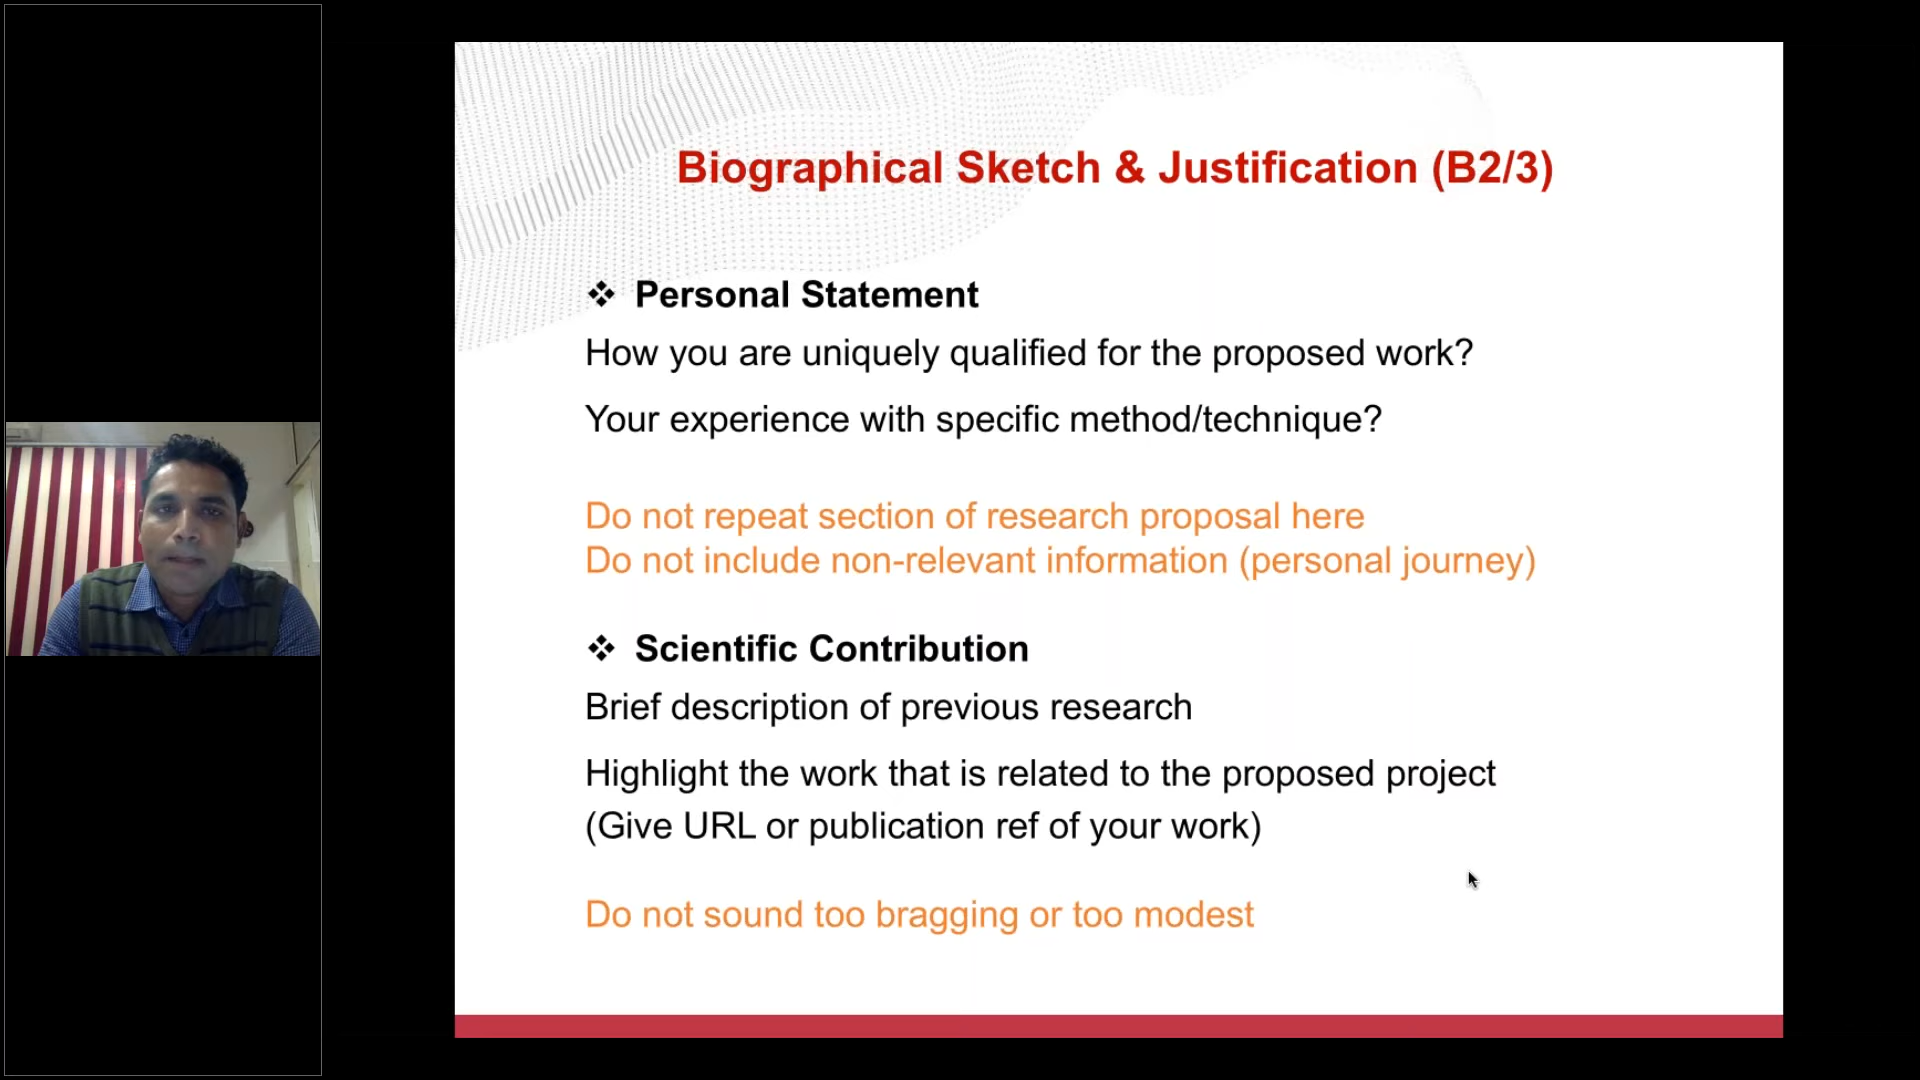 Biographical Sketch & Justification (B2/3)
❖ Personal Statement
How you are uniquely qualified for the proposed work?
Your experience with specific method/technique?
Do not repeat section of research proposal here
Do not include non-relevant information (personal journey)
❖ Scientific Contribution
Brief description of previous research
Highlight the work that is related to the proposed project
(Give URL or publication ref of your work)
Do not sound too bragging or too modest